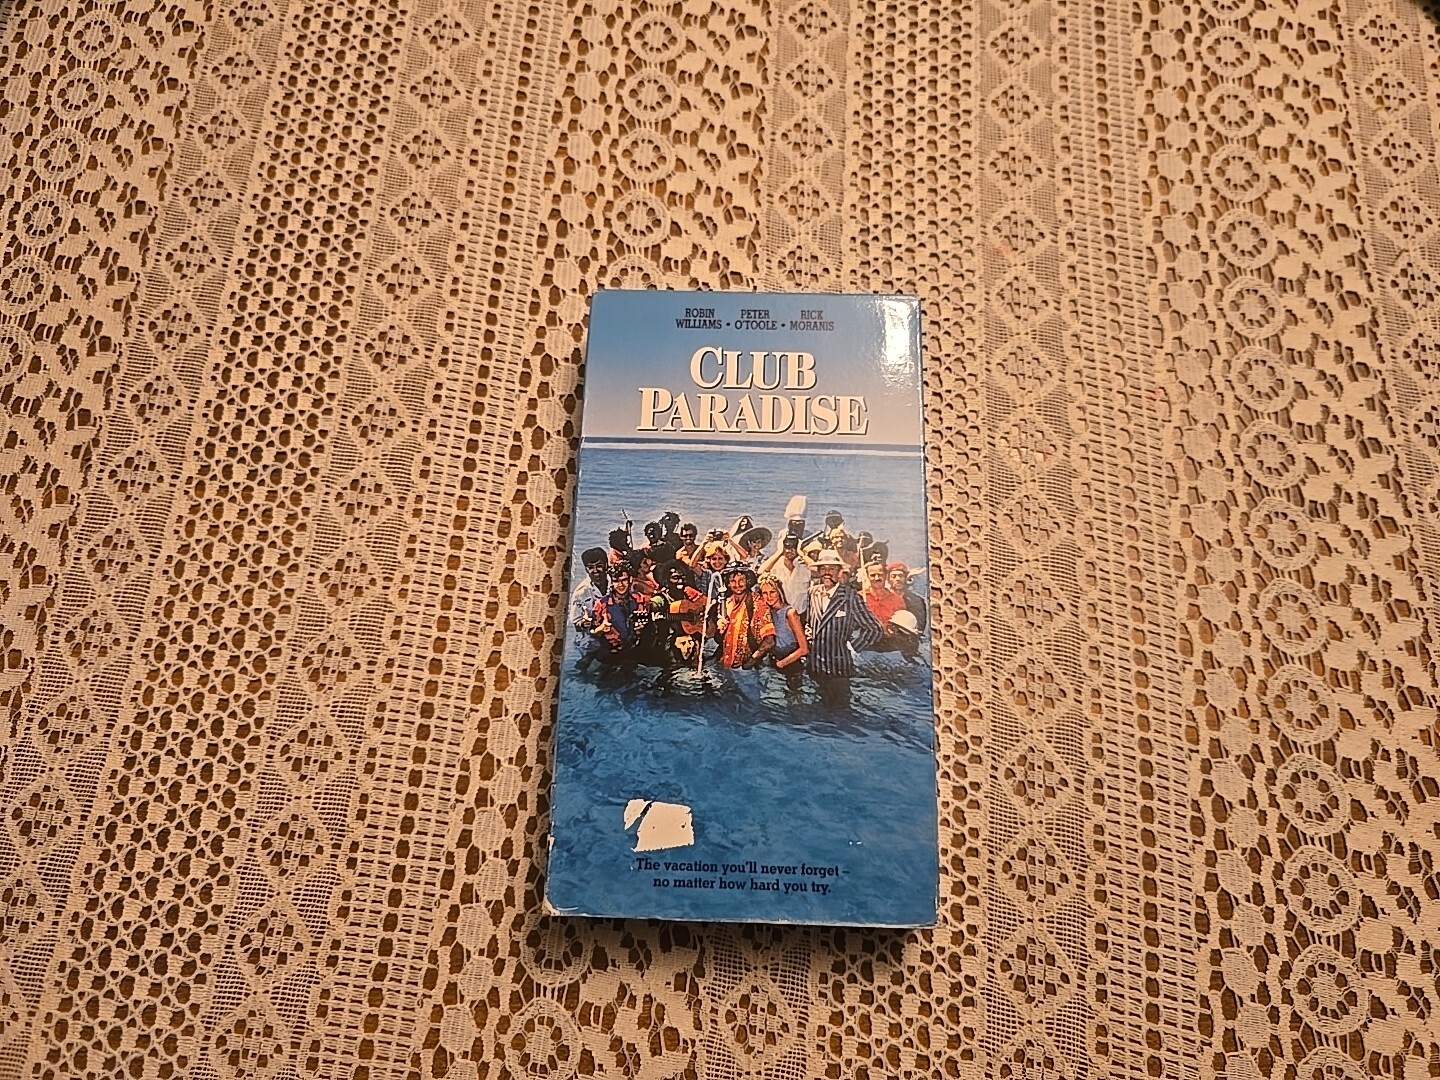 ROBIN PETER RICK
WILLIAMS • O'TOOLE • MORANIS
CLUB
PARADISE
The vacation you'll never forget –
no matter how hard you try.